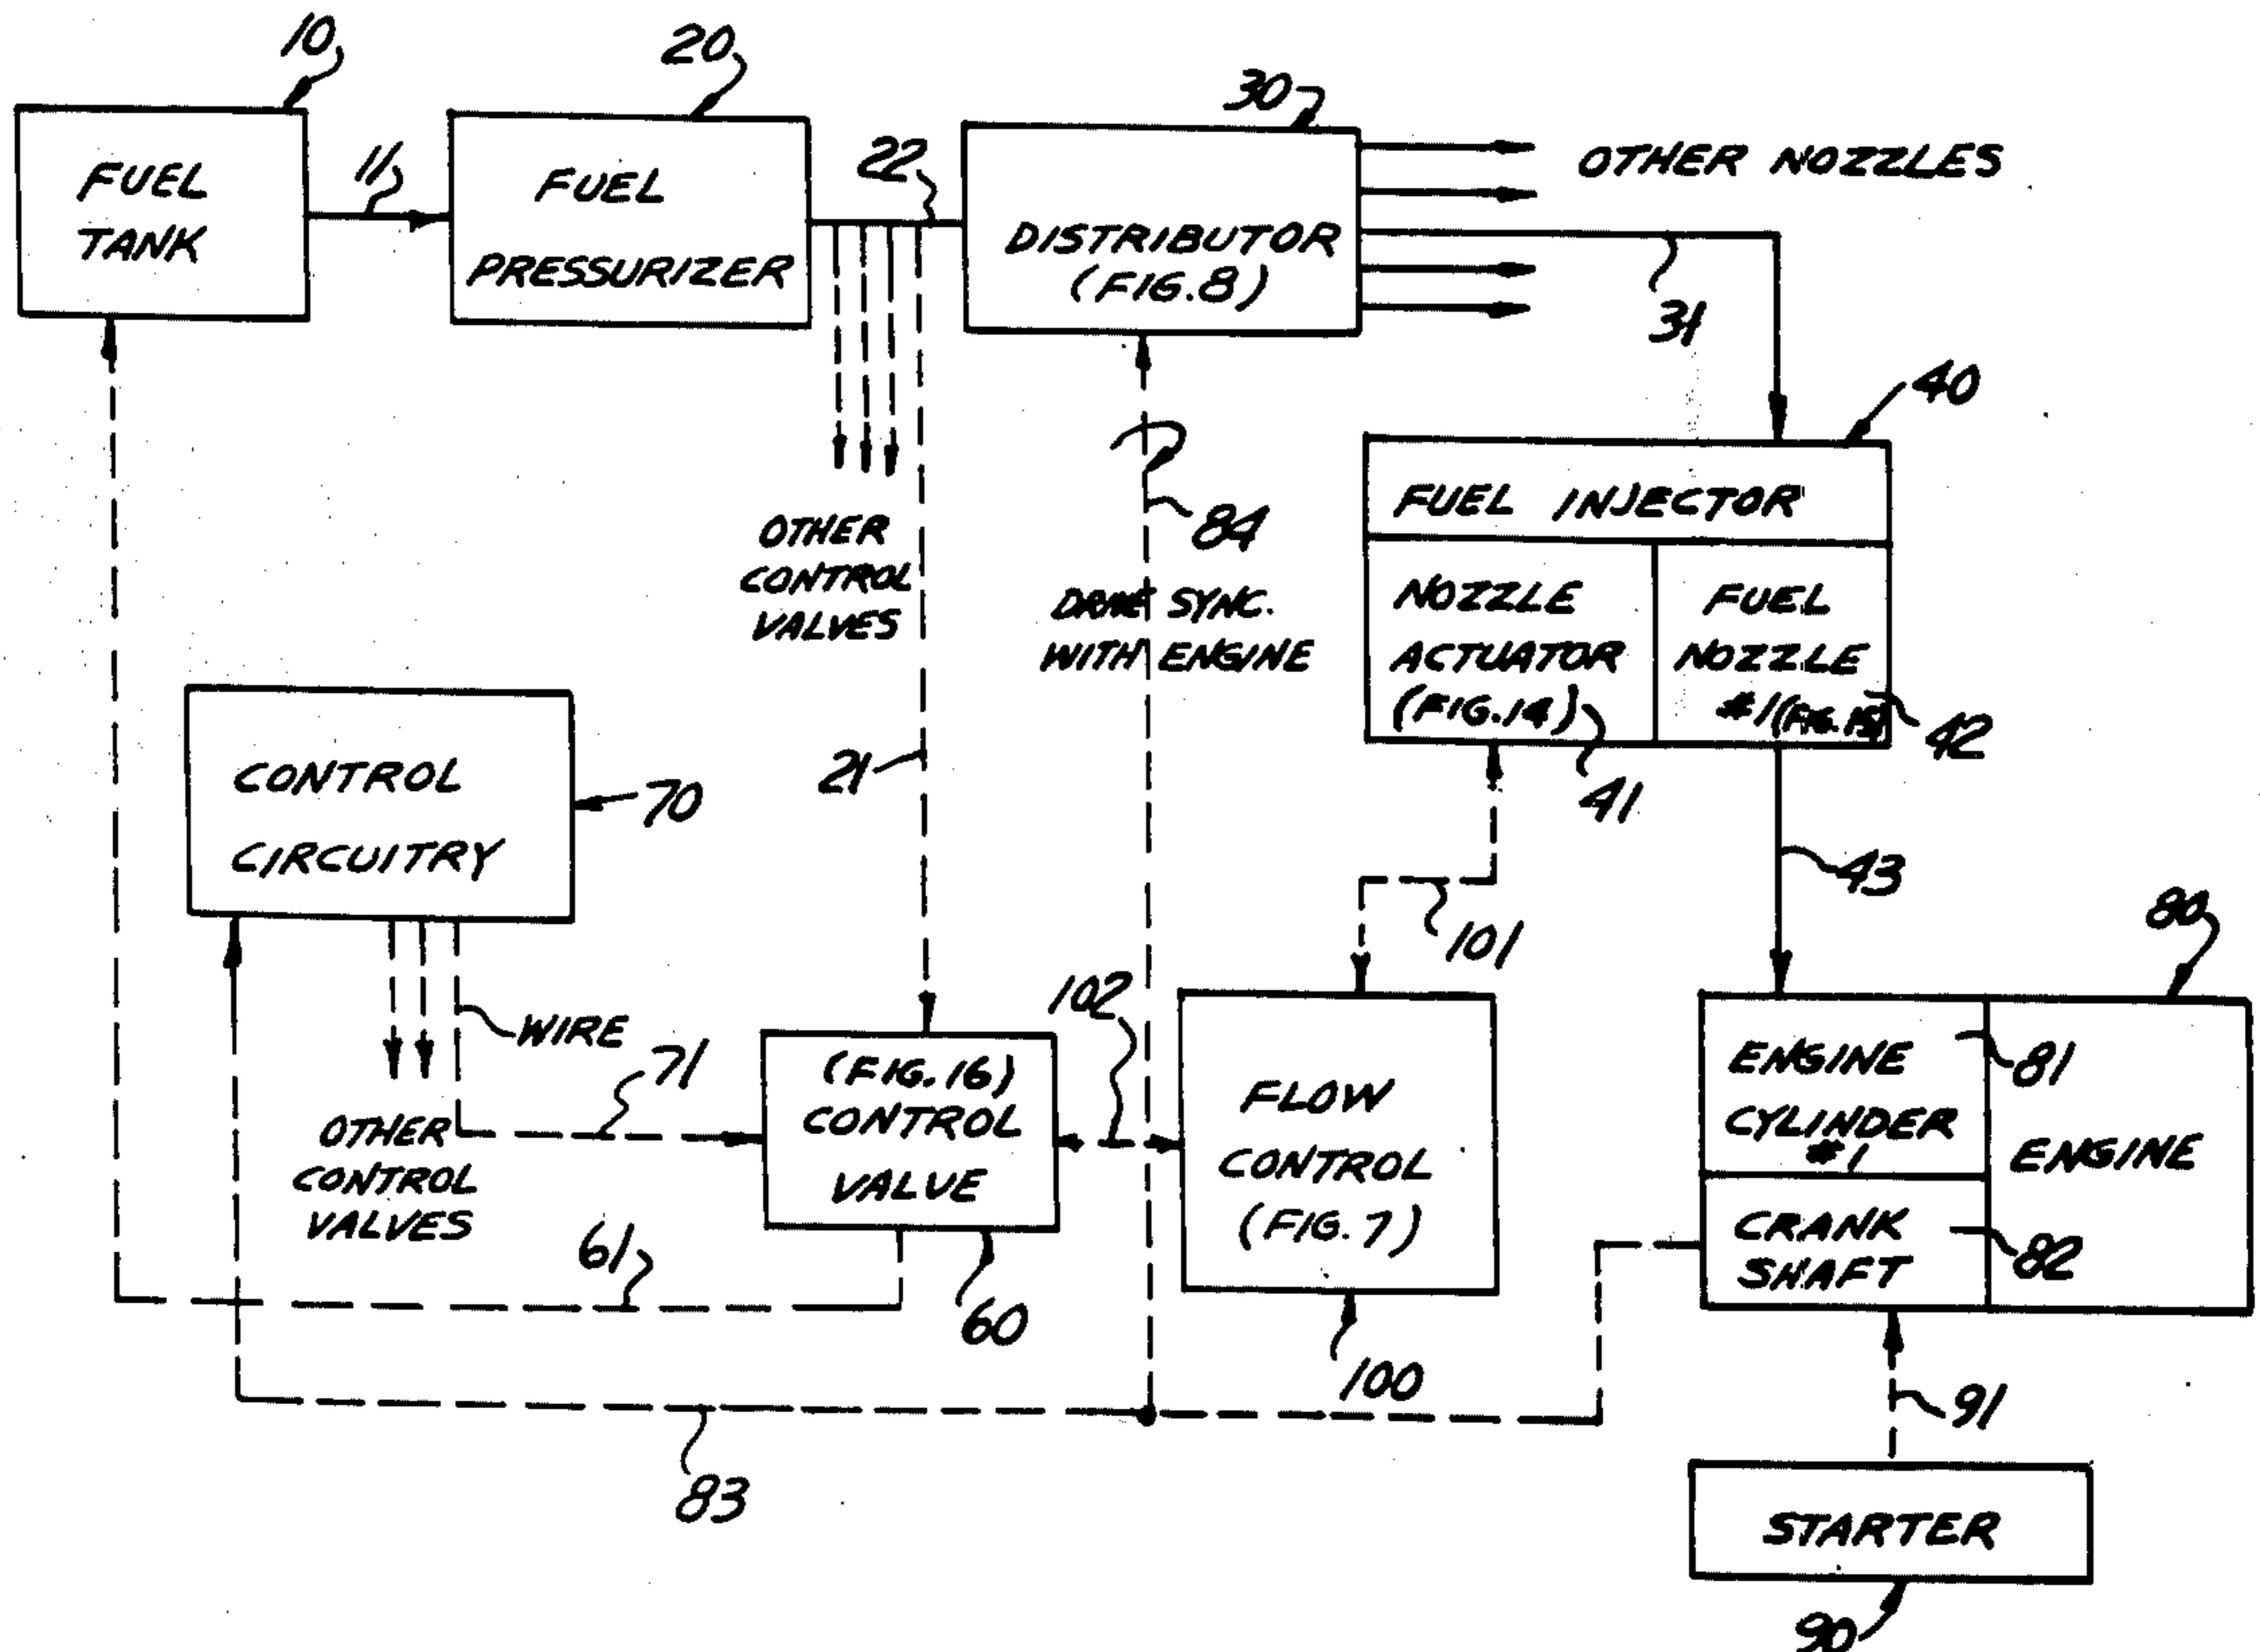 10
20
30
FUEL
TANK
11
FUEL
PRESSURIZER
22
DISTRIBUTOR
(FIG.8)
OTHER NOZZLES
31
40
FUEL INJECTOR
NOZZLE
ACTUATOR
(FIG.14)
FUEL
NOZZLE
#1(FIG.
42
41
OTHER
CONTROL
VALVES
84
SYNC.
WITH ENGINE
21
CONTROL
CIRCUITRY
70
43
80
101
102
WIRE
71
OTHER
CONTROL
VALVES
(FIG.16)
CONTROL
VALVE
FLOW
CONTROL
(FIG.7)
ENGINE
CYLINDER
#1
81
ENGINE
CRANK
SHAFT
82
61
60
100
83
91
STARTER
90